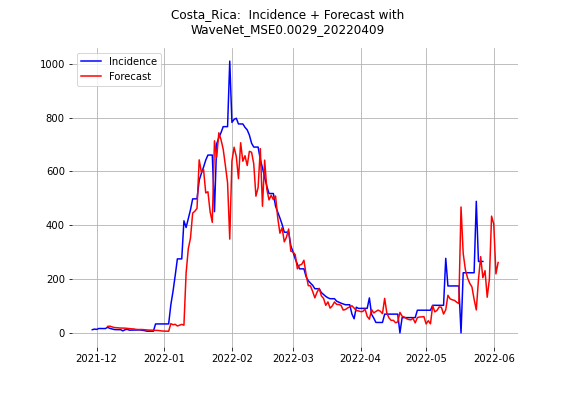 Costa_Rica:  Incidence + Forecast with
WaveNet_MSE0.0029_20220409
Incidence
Forecast
1000
800
600
400
200
0
2021-12 2022-01 2022-02 2022-03 2022-04 2022-05 2022-06